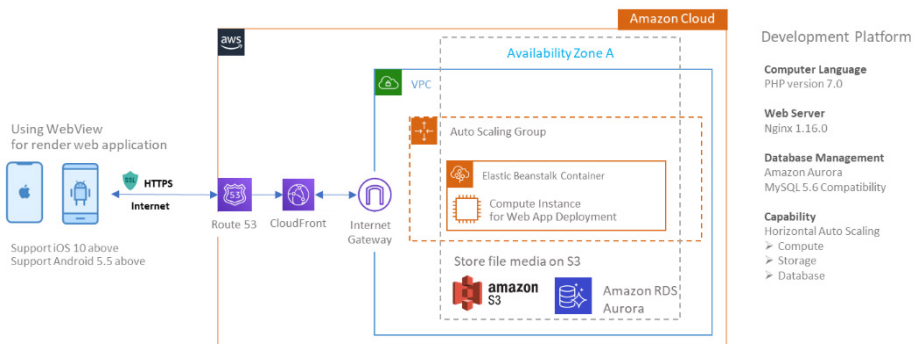 Amazon Cloud
aws
Availability Zone A
VPC
Using WebView
for render web application
SSL
HTTPS
Internet
Support iOS 10 above
Support Android 5.5 above
53
Route 53
CloudFront
Internet
Gateway
Auto Scaling Group
Elastic Beanstalk Container
Compute Instance
for Web App Deployment
Store file media on S3
amazon
S3
Amazon RDS
Aurora
Development Platform
Computer Language
PHP version 7.0
Web Server
Nginx 1.16.0
Database Management
Amazon Aurora
MySQL 5.6 Compatibility
Capability
Horizontal Auto Scaling
➢ Compute
➢ Storage
➢ Database